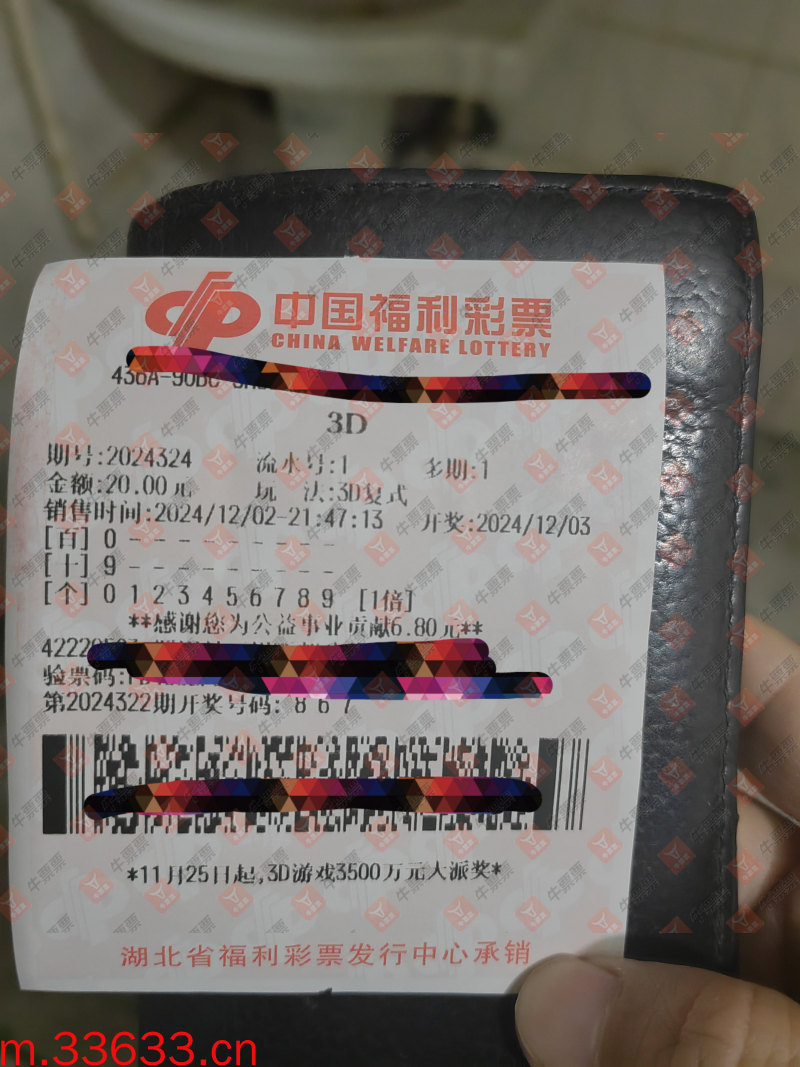 中国福利彩票
CHINA WELFARE LOTTERY
436A-90BC
3D
期号:2024324 流水号:1 多期:1
金额:20.00元 玩 法:3D复式
销售时间:2024/12/02-21:47:13 开奖:2024/12/03
[百] 0 - - - - - - - - -
[十] 9 - - - - - - - - -
[个] 0 1 2 3 4 5 6 7 8 9 [1倍]
**感谢您为公益事业贡献6.80元**
42220
验票码:
第2024322期开奖号码: 8 6 7
*11月25日起,3D游戏3500万元大派奖*
湖北省福利彩票发行中心承销
牛票票
m.33633.cn